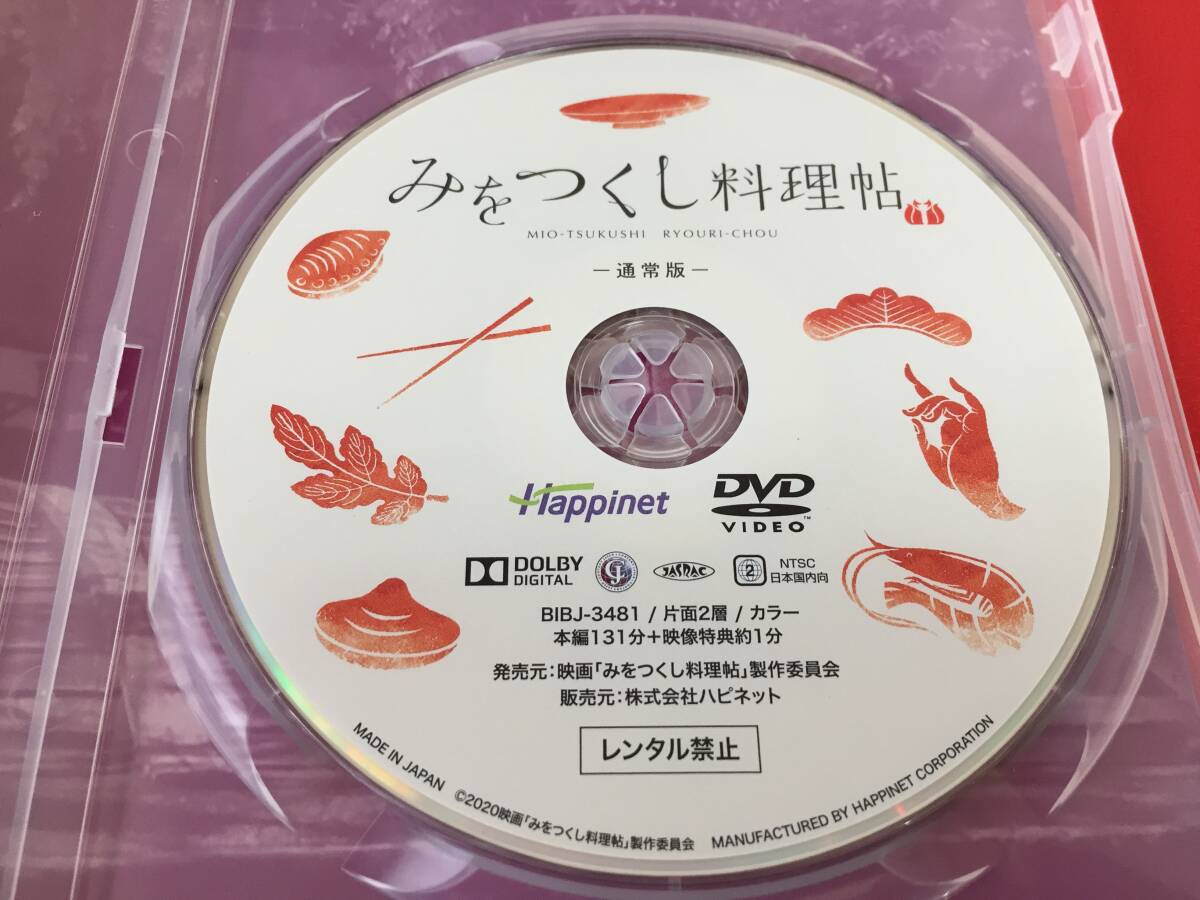 みをつくし料理帖
MIO-TSUKUSHI RYOURI-CHOU
－通常版－
Happinet
DVD
VIDEO
DOLBY
DIGITAL
JASRAC
2
NTSC
日本国内向
BIBJ-3481 / 片面2層 / カラー
本編131分＋映像特典約1分
発売元：映画「みをつくし料理帖」製作委員会
販売元：株式会社ハピネット
レンタル禁止
MADE IN JAPAN
©2020映画「みをつくし料理帖」製作委員会
MANUFACTURED BY HAPPINET CORPORATION